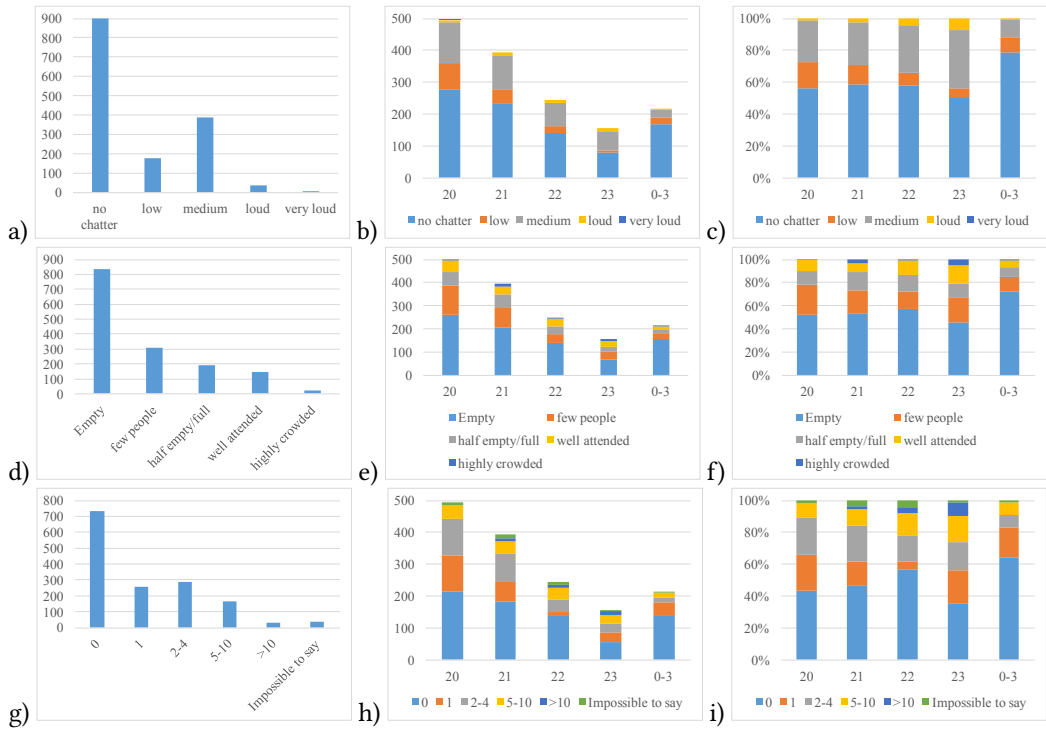 900
800
700
600
500
400
300
200
100
0
no chatter
low
medium
loud
very loud
a)
500
400
300
200
100
0
20 21 22 23 0-3
no chatter low medium loud very loud
b)
100%
80%
60%
40%
20%
0%
20 21 22 23 0-3
no chatter low medium loud very loud
c)
900
800
700
600
500
400
300
200
100
0
Empty
few people
half empty/full
well attended
highly crowded
d)
500
400
300
200
100
0
20 21 22 23 0-3
Empty few people
half empty/full well attended
highly crowded
e)
100%
80%
60%
40%
20%
0%
20 21 22 23 0-3
Empty few people
half empty/full well attended
highly crowded
f)
800
700
600
500
400
300
200
100
0
0
1
2-4
5-10
>10
Impossible to say
g)
500
400
300
200
100
0
20 21 22 23 0-3
0 1 2-4 5-10 >10 Impossible to say
h)
100%
80%
60%
40%
20%
0%
20 21 22 23 0-3
0 1 2-4 5-10 >10 Impossible to say
i)